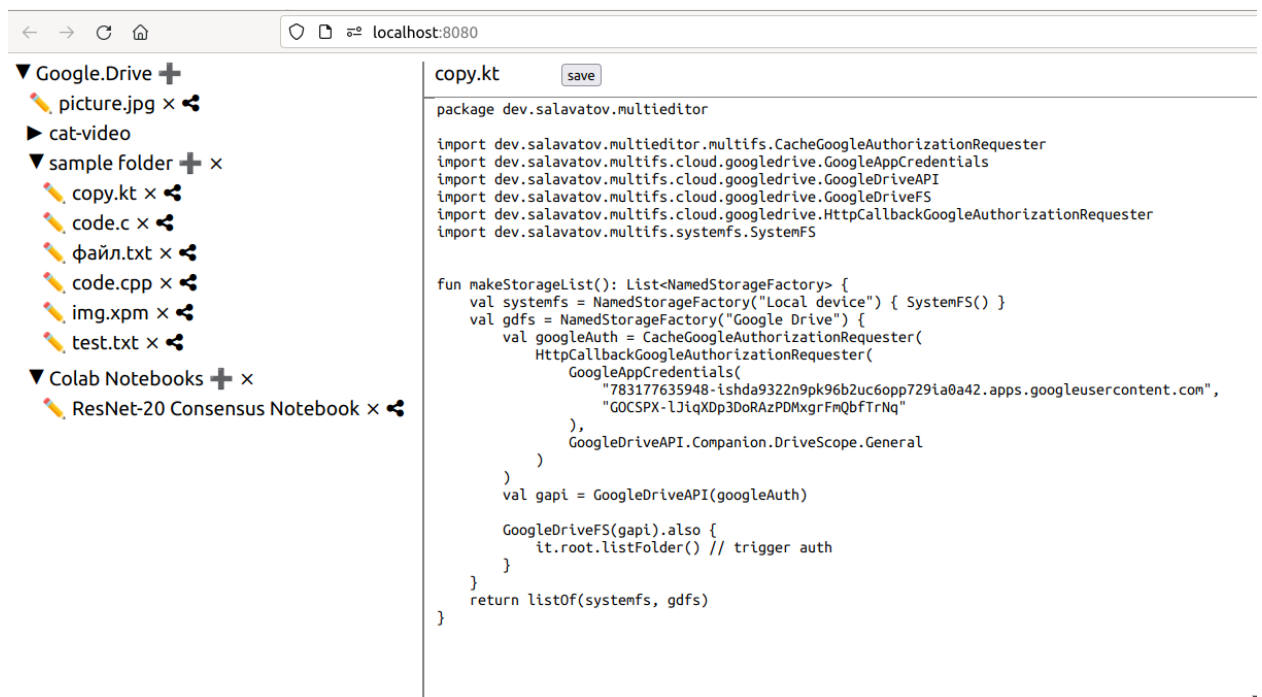 localhost:8080
Google.Drive
picture.jpg
cat-video
sample folder
copy.kt
code.c
файл.txt
code.cpp
img.xpm
test.txt
Colab Notebooks
ResNet-20 Consensus Notebook
copy.kt save
package dev.salavatov.multieditor
import dev.salavatov.multieditor.multifs.CacheGoogleAuthorizationRequester
import dev.salavatov.multifs.cloud.googledrive.GoogleAppCredentials
import dev.salavatov.multifs.cloud.googledrive.GoogleDriveAPI
import dev.salavatov.multifs.cloud.googledrive.GoogleDriveFS
import dev.salavatov.multifs.cloud.googledrive.HttpCallbackGoogleAuthorizationRequester
import dev.salavatov.multifs.systemfs.SystemFS
fun makeStorageList(): List<NamedStorageFactory> {
    val systemfs = NamedStorageFactory("Local device") { SystemFS() }
    val gdfs = NamedStorageFactory("Google Drive") {
        val googleAuth = CacheGoogleAuthorizationRequester(
            HttpCallbackGoogleAuthorizationRequester(
                GoogleAppCredentials(
                    "783177635948-ishda9322n9pk96b2uc6opp729ia0a42.apps.googleusercontent.com",
                    "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"
                ),
                GoogleDriveAPI.Companion.DriveScope.General
            )
        )
        val gapi = GoogleDriveAPI(googleAuth)
        GoogleDriveFS(gapi).also {
            it.root.listFolder() // trigger auth
        }
    }
    return listOf(systemfs, gdfs)
}